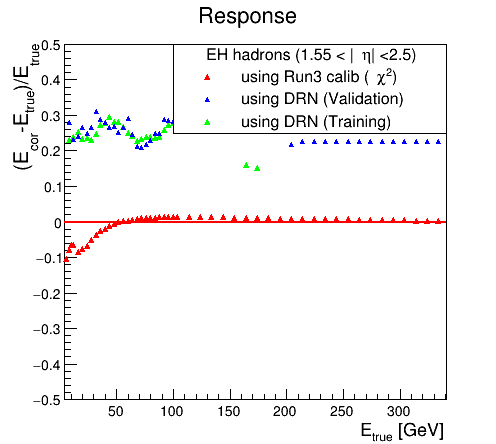 Response
(E_cor - E_true)/E_true
EH hadrons (1.55 < | η| <2.5)
using Run3 calib ( χ²)
using DRN (Validation)
using DRN (Training)
0.5
0.4
0.3
0.2
0.1
0
−0.1
−0.2
−0.3
−0.4
−0.5
50 100 150 200 250 300
E_true [GeV]